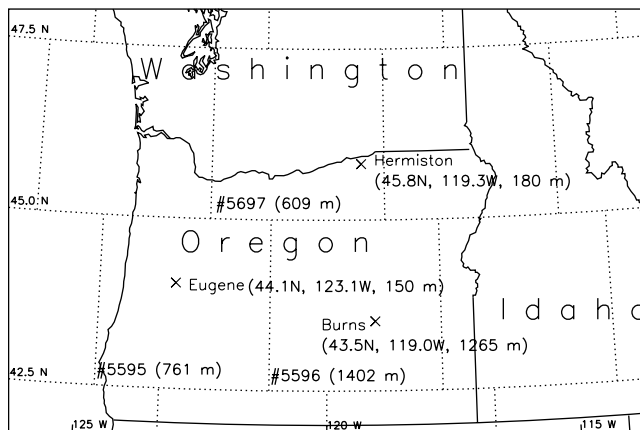 47.5 N
Washington
Hermiston
(45.8N, 119.3W, 180 m)
45.0 N
#5697 (609 m)
Oregon
Eugene (44.1N, 123.1W, 150 m)
Idaho
Burns
(43.5N, 119.0W, 1265 m)
#5595 (761 m)
#5596 (1402 m)
42.5 N
125 W
120 W
115 W